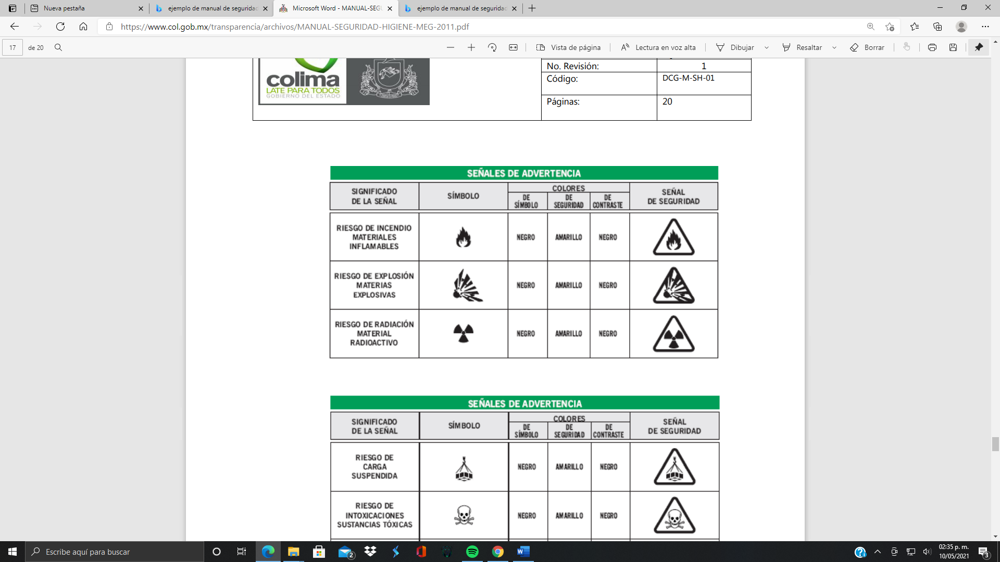 Nueva pestaña
ejemplo de manual de seguridad
Microsoft Word - MANUAL-SEGU
ejemplo de manual de seguridad
https://www.col.gob.mx/transparencia/archivos/MANUAL-SEGURIDAD-HIGIENE-MEG-2011.pdf
17 de 20
Vista de página
Lectura en voz alta
Dibujar
Resaltar
Borrar
colima
LATE PARA TODOS
GOBIERNO DEL ESTADO
No. Revisión: 1
Código: DCG-M-SH-01
Páginas: 20
SEÑALES DE ADVERTENCIA
SIGNIFICADO
DE LA SEÑAL
SÍMBOLO
COLORES
DE
SÍMBOLO
DE
SEGURIDAD
DE
CONTRASTE
SEÑAL
DE SEGURIDAD
RIESGO DE INCENDIO
MATERIALES
INFLAMABLES
NEGRO AMARILLO NEGRO
RIESGO DE EXPLOSIÓN
MATERIAS
EXPLOSIVAS
NEGRO AMARILLO NEGRO
RIESGO DE RADIACIÓN
MATERIAL
RADIOACTIVO
NEGRO AMARILLO NEGRO
SEÑALES DE ADVERTENCIA
SIGNIFICADO
DE LA SEÑAL
SÍMBOLO
COLORES
DE
SÍMBOLO
DE
SEGURIDAD
DE
CONTRASTE
SEÑAL
DE SEGURIDAD
RIESGO DE
CARGA
SUSPENDIDA
NEGRO AMARILLO NEGRO
RIESGO DE
INTOXICACIONES
SUSTANCIAS TÓXICAS
NEGRO AMARILLO NEGRO
Escribe aquí para buscar
2
02:35 p. m.
10/05/2021
3